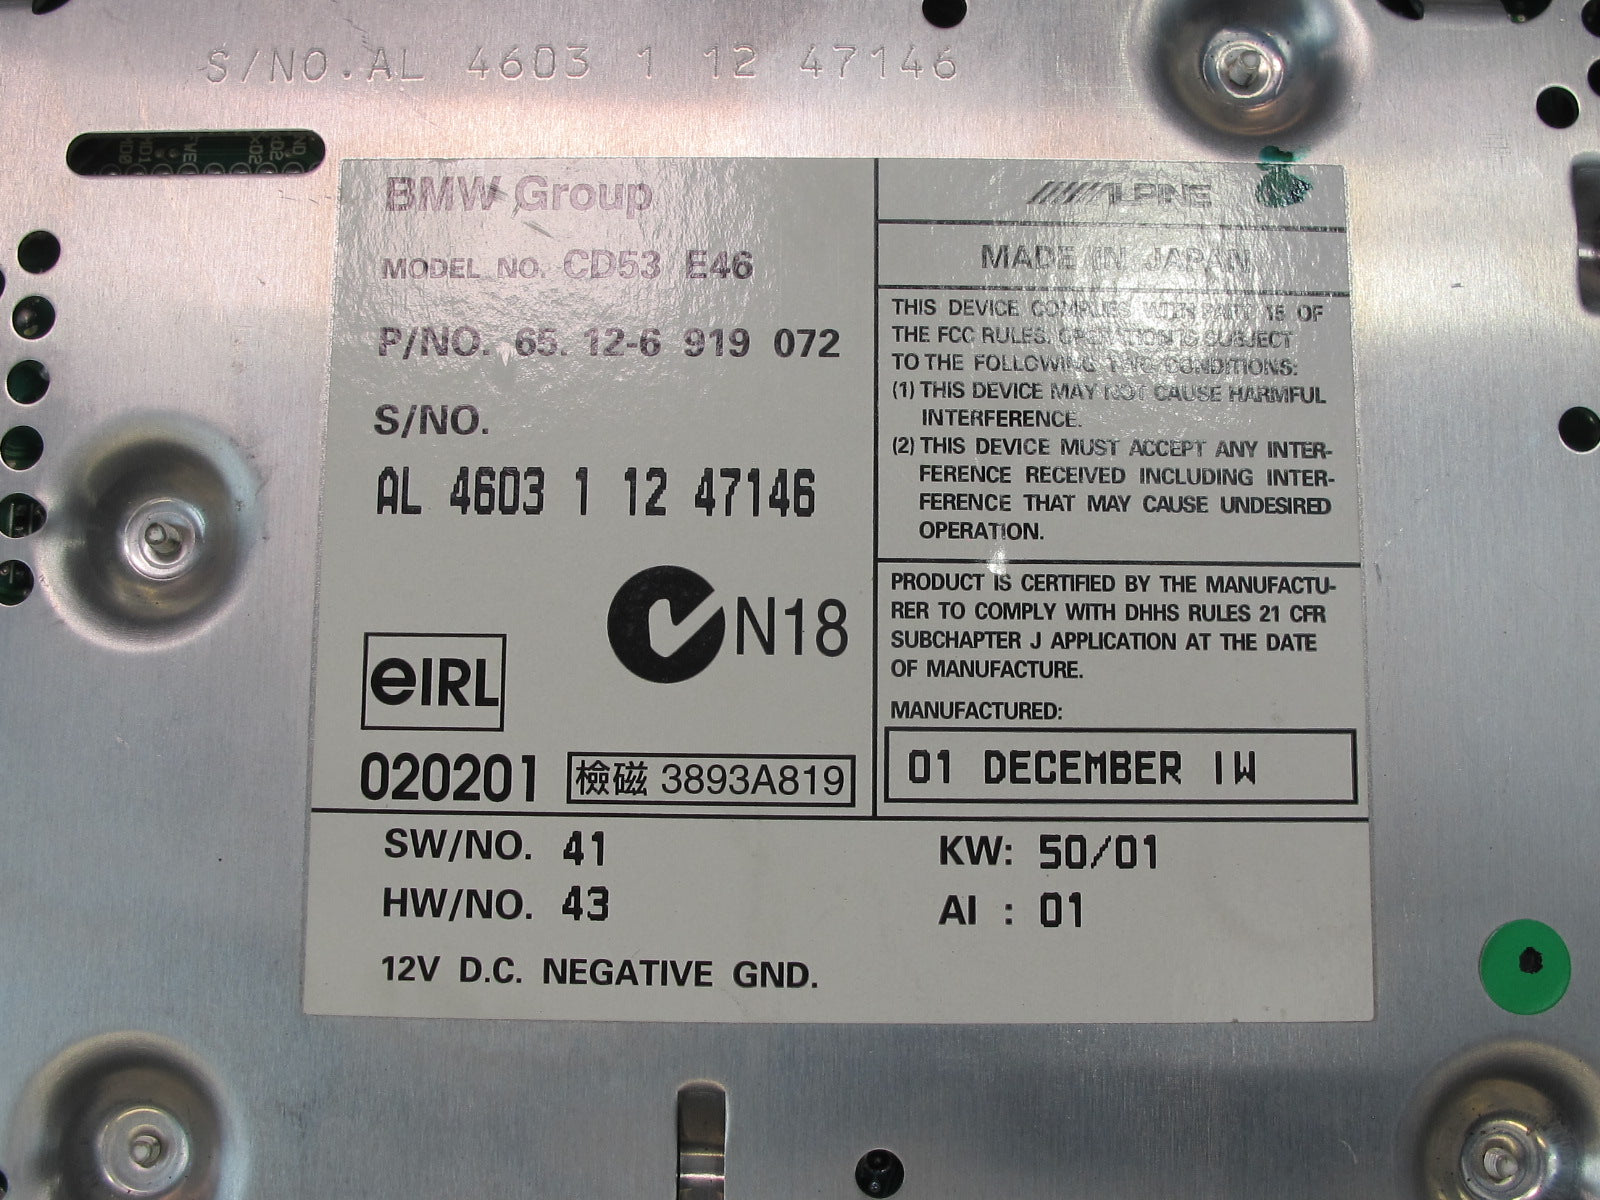 S/NO.AL 4603 1 12 47146
BMW Group
MODEL NO. CD53 E46
P/NO. 65. 12-6 919 072
S/NO.
AL 4603 1 12 47146
N18
eIRL
020201
檢磁 3893A819
ALPINE
MADE IN JAPAN
THIS DEVICE COMPLIES WITH PART 15 OF
THE FCC RULES. OPERATION IS SUBJECT
TO THE FOLLOWING TWO CONDITIONS:
(1) THIS DEVICE MAY NOT CAUSE HARMFUL
INTERFERENCE.
(2) THIS DEVICE MUST ACCEPT ANY INTER-
FERENCE RECEIVED INCLUDING INTER-
FERENCE THAT MAY CAUSE UNDESIRED
OPERATION.
PRODUCT IS CERTIFIED BY THE MANUFACTU-
RER TO COMPLY WITH DHHS RULES 21 CFR
SUBCHAPTER J APPLICATION AT THE DATE
OF MANUFACTURE.
MANUFACTURED:
01 DECEMBER 1W
SW/NO. 41
KW: 50/01
HW/NO. 43
AI : 01
12V D.C. NEGATIVE GND.